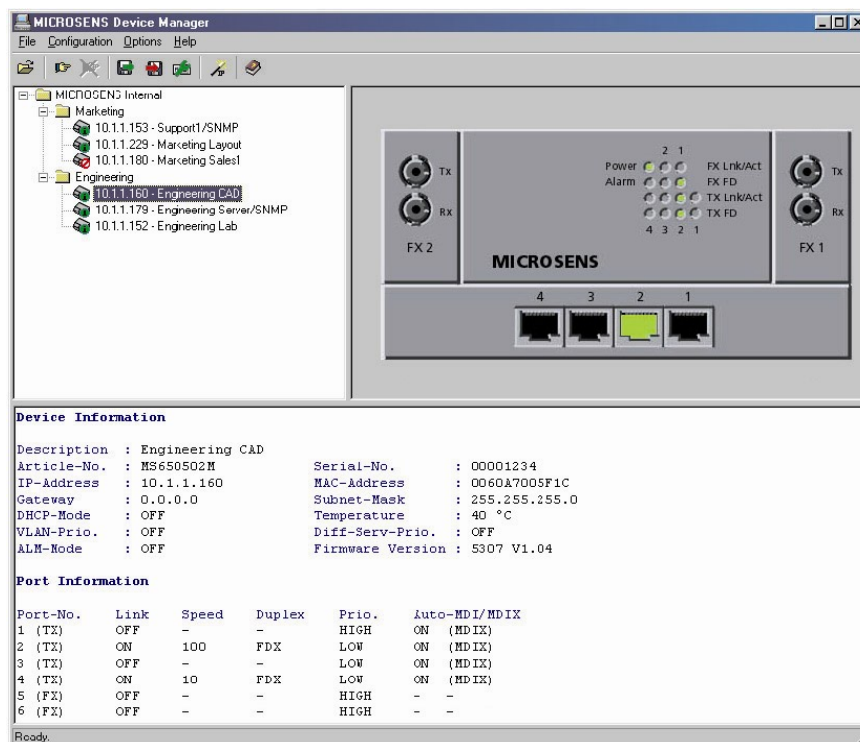 MICROSENS Device Manager
File Configuration Options Help
MICROSENS Internal
Marketing
10.1.1.153 - Support1/SNMP
10.1.1.229 - Marketing Layout
10.1.1.180 - Marketing Sales1
Engineering
10.1.1.160 - Engineering CAD
10.1.1.179 - Engineering Server/SNMP
10.1.1.152 - Engineering Lab
Tx
Rx
FX 2
2 1
Power FX Lnk/Act
Alarm FX FD
TX Lnk/Act
TX FD
4 3 2 1
MICROSENS
Tx
Rx
FX 1
4 3 2 1
Device Information
Description : Engineering CAD
Article-No. : MS650502M Serial-No. : 00001234
IP-Address : 10.1.1.160 MAC-Address : 0060A7005F1C
Gateway : 0.0.0.0 Subnet-Mask : 255.255.255.0
DHCP-Mode : OFF Temperature : 40 °C
VLAN-Prio. : OFF Diff-Serv-Prio. : OFF
ALM-Mode : OFF Firmware Version : 5307 V1.04
Port Information
Port-No. Link Speed Duplex Prio. Auto-MDI/MDIX
1 (TX) OFF - - HIGH ON (MDIX)
2 (TX) ON 100 FDX LOW ON (MDIX)
3 (TX) OFF - - LOW ON (MDIX)
4 (TX) ON 10 FDX LOW ON (MDIX)
5 (FX) OFF - - HIGH - -
6 (FX) OFF - - HIGH - -
Ready.